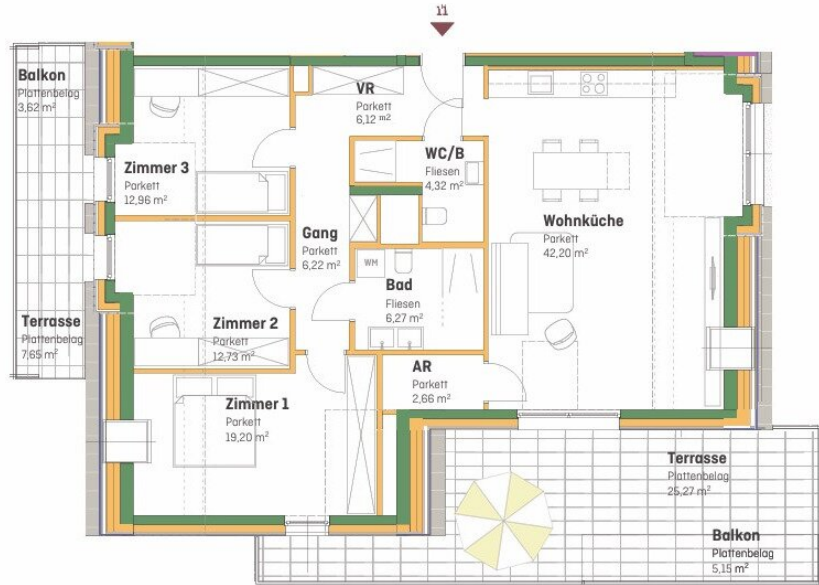 11
Balkon
Plattenbelag
3,62 m²
VR
Parkett
6,12 m²
Zimmer 3
Parkett
12,96 m²
WC/B
Fliesen
4,32 m²
Wohnküche
Parkett
42,20 m²
Gang
Parkett
6,22 m²
WM
Bad
Fliesen
6,27 m²
Terrasse
Plattenbelag
7,65 m²
Zimmer 2
Parkett
12,73 m²
AR
Parkett
2,66 m²
Zimmer 1
Parkett
19,20 m²
Terrasse
Plattenbelag
25,27 m²
Balkon
Plattenbelag
5,15 m²